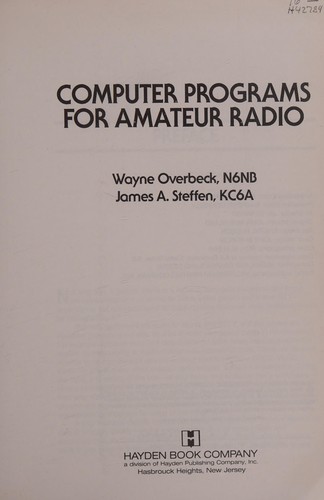 H42789
COMPUTER PROGRAMS
FOR AMATEUR RADIO
Wayne Overbeck, N6NB
James A. Steffen, KC6A
H
HAYDEN BOOK COMPANY
a division of Hayden Publishing Company, Inc.
Hasbrouck Heights, New Jersey